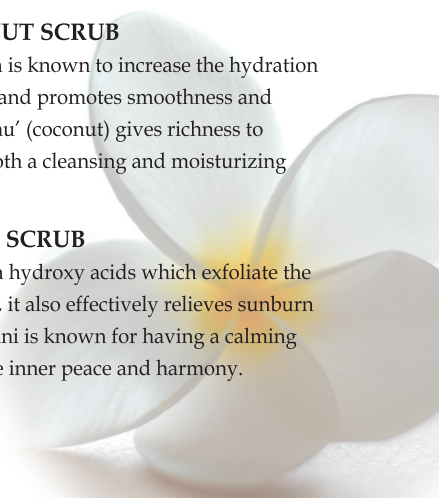 UT SCRUB
is known to increase the hydration
and promotes smoothness and
u’ (coconut) gives richness to
oth a cleansing and moisturizing
SCRUB
hydroxy acids which exfoliate the
, it also effectively relieves sunburn
ni is known for having a calming
inner peace and harmony.